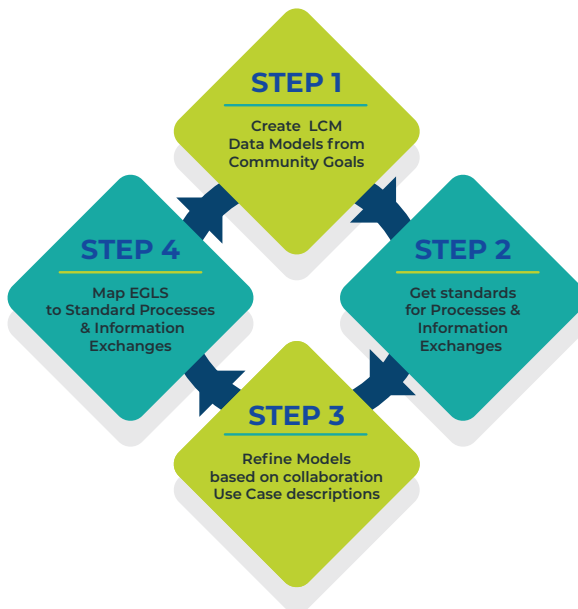 STEP 1
Create LCM
Data Models from
Community Goals
STEP 2
Get standards
for Processes &
Information
Exchanges
STEP 3
Refine Models
based on collaboration
Use Case descriptions
STEP 4
Map EGLS
to Standard Processes
& Information
Exchanges